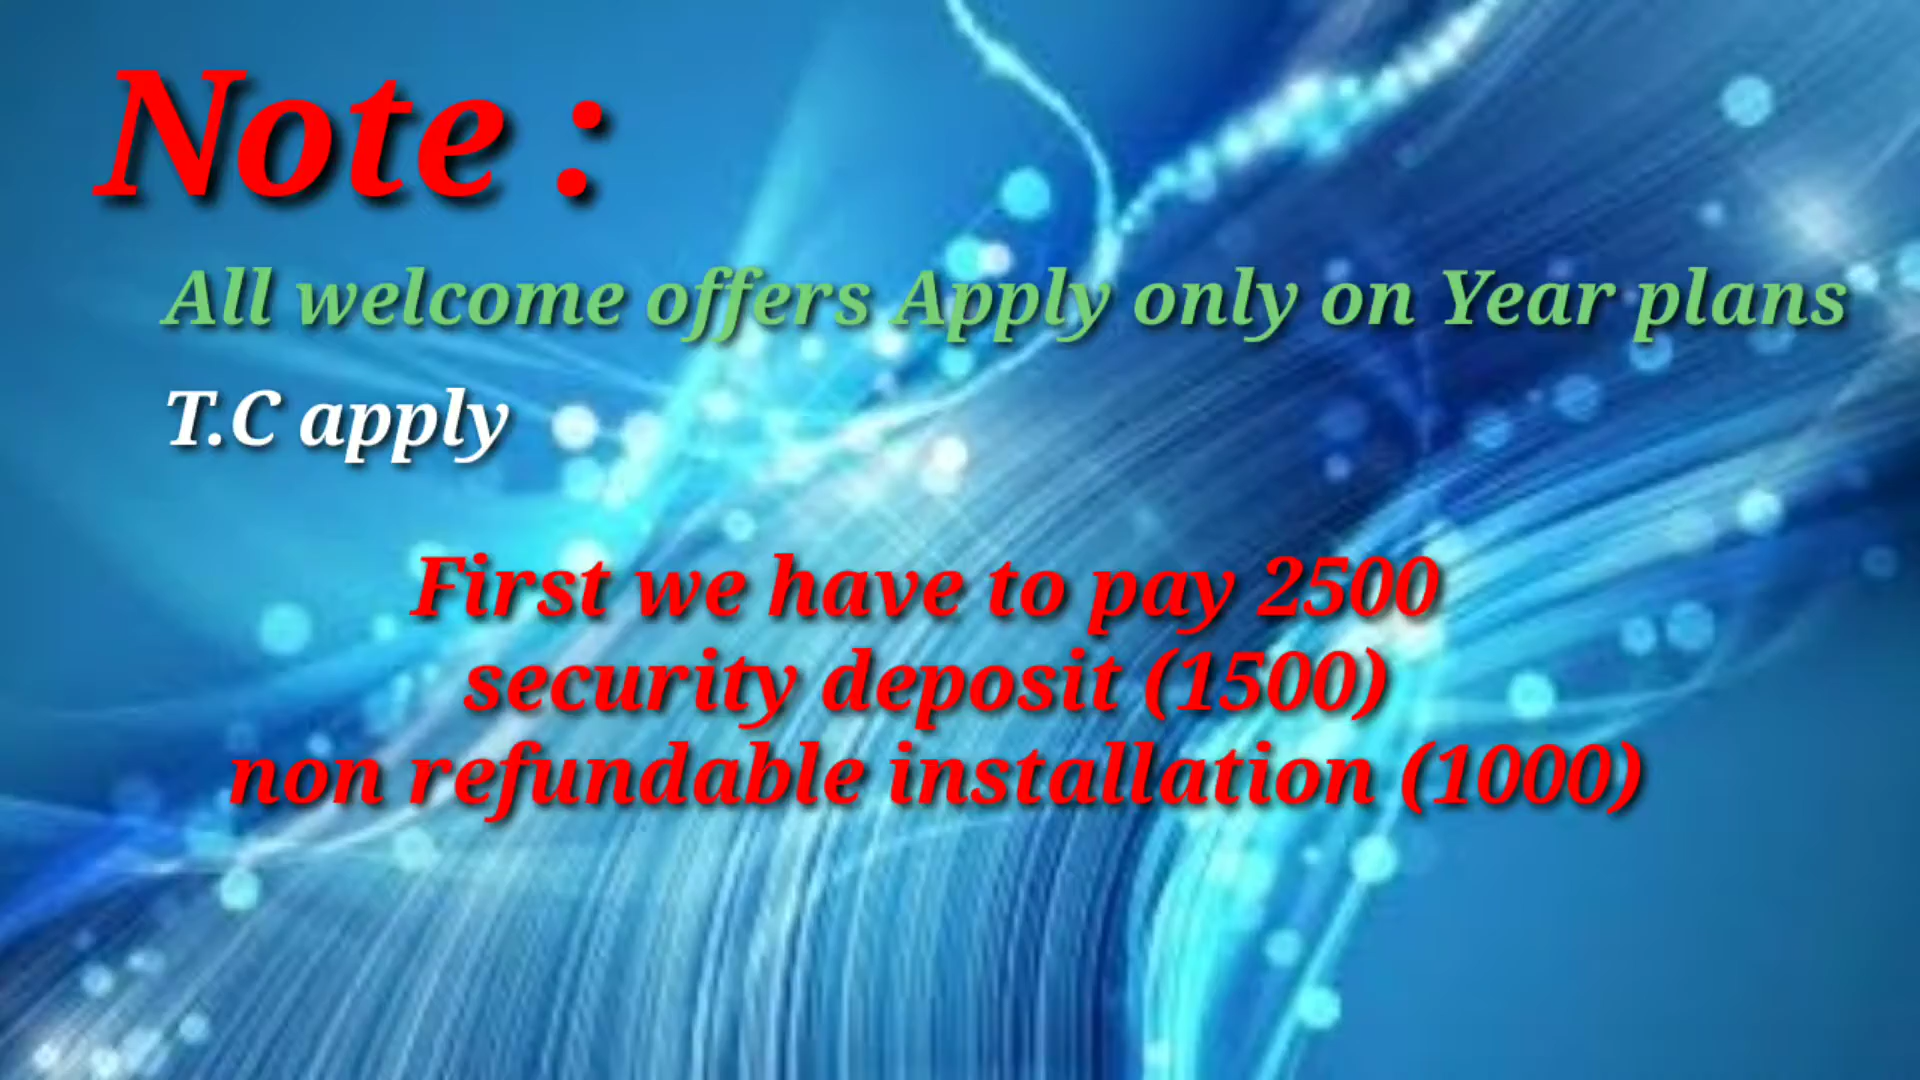 Note :
All welcome offers Apply only on Year plans
T.C apply
First we have to pay 2500
security deposit (1500)
non refundable installation (1000)